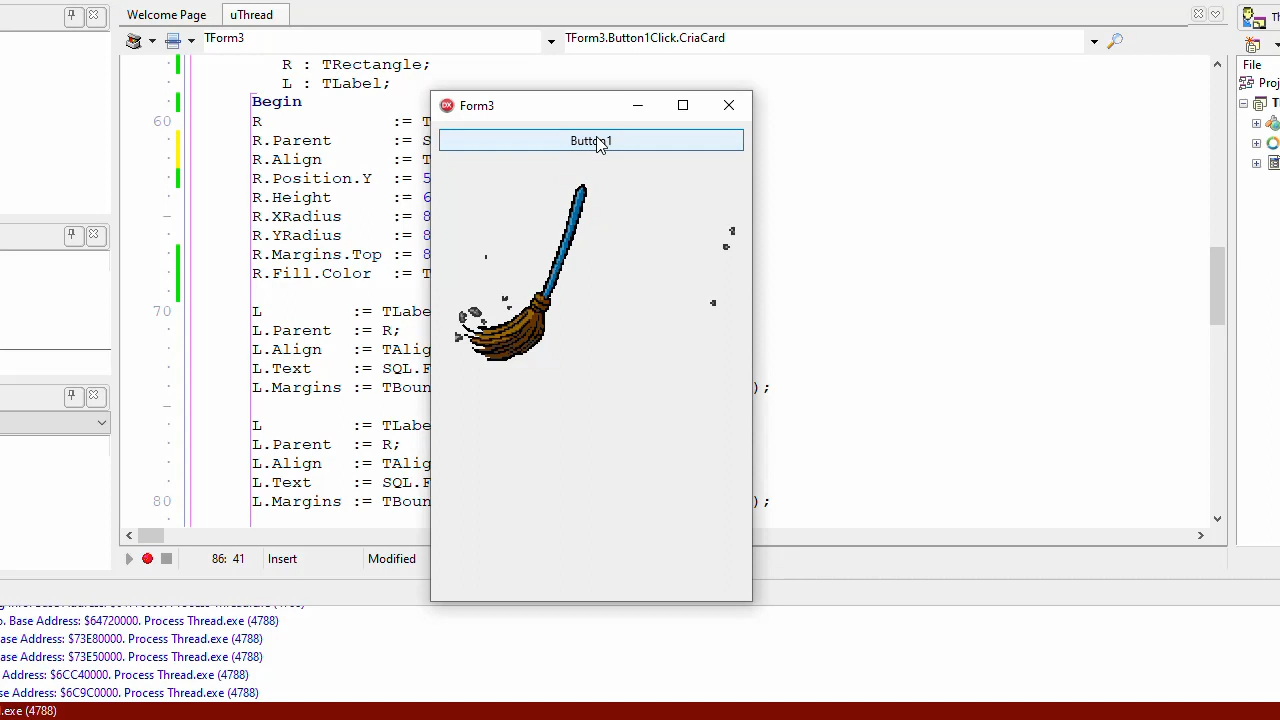 Welcome Page
uThread
TForm3
TForm3.Button1Click.CriaCard
R : TRectangle;
L : TLabel;
Begin
60
R := T
R.Parent := S
R.Align := T
R.Position.Y := 5
R.Height := 6
R.XRadius := 8
R.YRadius := 8
R.Margins.Top := 8
R.Fill.Color := T
70
L := TLabe
L.Parent := R;
L.Align := TAlig
L.Text := SQL.F
L.Margins := TBoun );
L := TLabe
L.Parent := R;
L.Align := TAlig
L.Text := SQL.F
80
L.Margins := TBoun );
86: 41
Insert
Modified
DX
Form3
Button1
File
Proj
T
o. Base Address: $64720000. Process Thread.exe (4788)
ase Address: $73E80000. Process Thread.exe (4788)
ase Address: $73E50000. Process Thread.exe (4788)
Address: $6CC40000. Process Thread.exe (4788)
se Address: $6C9C0000. Process Thread.exe (4788)
.exe (4788)